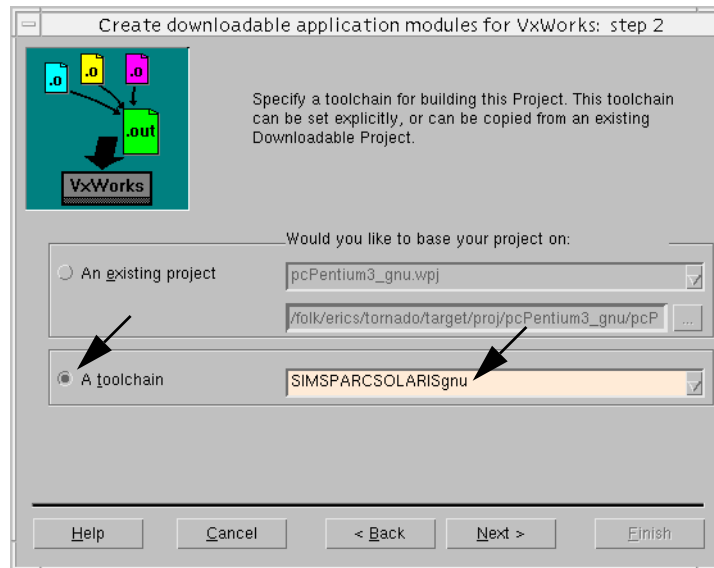 Create downloadable application modules for VxWorks: step 2
.o
.o
.o
.out
VxWorks
Specify a toolchain for building this Project. This toolchain
can be set explicitly, or can be copied from an existing
Downloadable Project.
Would you like to base your project on:
An existing project
pcPentium3_gnu.wpj
/folk/erics/tornado/target/proj/pcPentium3_gnu/pcP
...
A toolchain
SIMSPARCSOLARISgnu
Help
Cancel
< Back
Next >
Finish